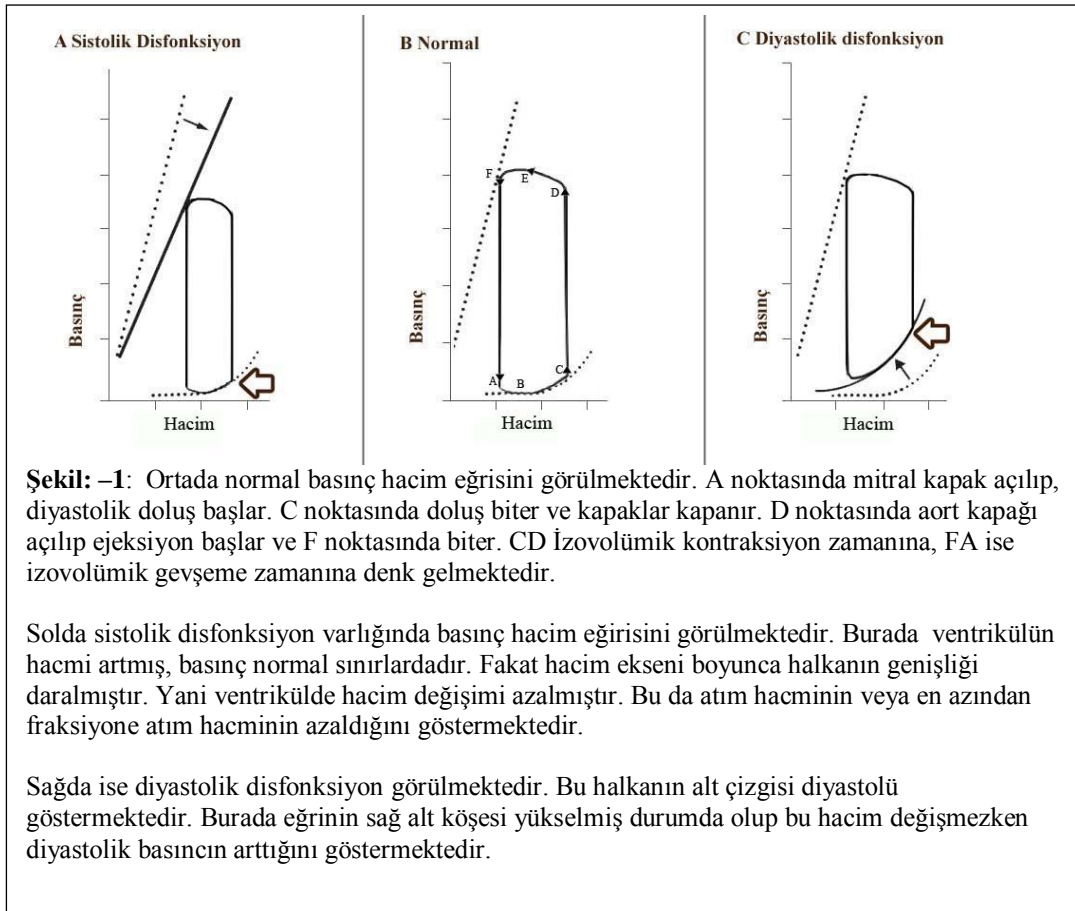 A Sistolik Disfonksiyon
B Normal
C Diyastolik disfonksiyon
Basınç
Hacim
F
E
D
A
B
C
Basınç
Hacim
Basınç
Hacim
Şekil: –1: Ortada normal basınç hacim eğrisini görülmektedir. A noktasında mitral kapak açılıp,
diyastolik doluş başlar. C noktasında doluş biter ve kapaklar kapanır. D noktasında aort kapağı
açılıp ejeksiyon başlar ve F noktasında biter. CD İzovolümik kontraksiyon zamanına, FA ise
izovolümik gevşeme zamanına denk gelmektedir.
Solda sistolik disfonksiyon varlığında basınç hacim eğirisini görülmektedir. Burada ventrikülün
hacmi artmış, basınç normal sınırlardadır. Fakat hacim ekseni boyunca halkanın genişliği
daralmıştır. Yani ventrikülde hacim değişimi azalmıştır. Bu da atım hacminin veya en azından
fraksiyone atım hacminin azaldığını göstermektedir.
Sağda ise diyastolik disfonksiyon görülmektedir. Bu halkanın alt çizgisi diyastolü
göstermektedir. Burada eğrinin sağ alt köşesi yükselmiş durumda olup bu hacim değişmezken
diyastolik basıncın arttığını göstermektedir.